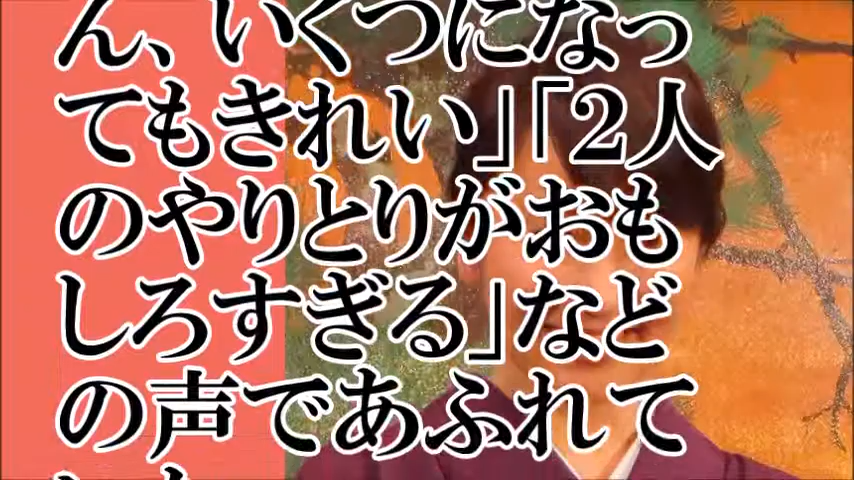 ん、いくつになっ
てもきれい」「2人
のやりとりがおも
しろすぎる」など
の声であふれて